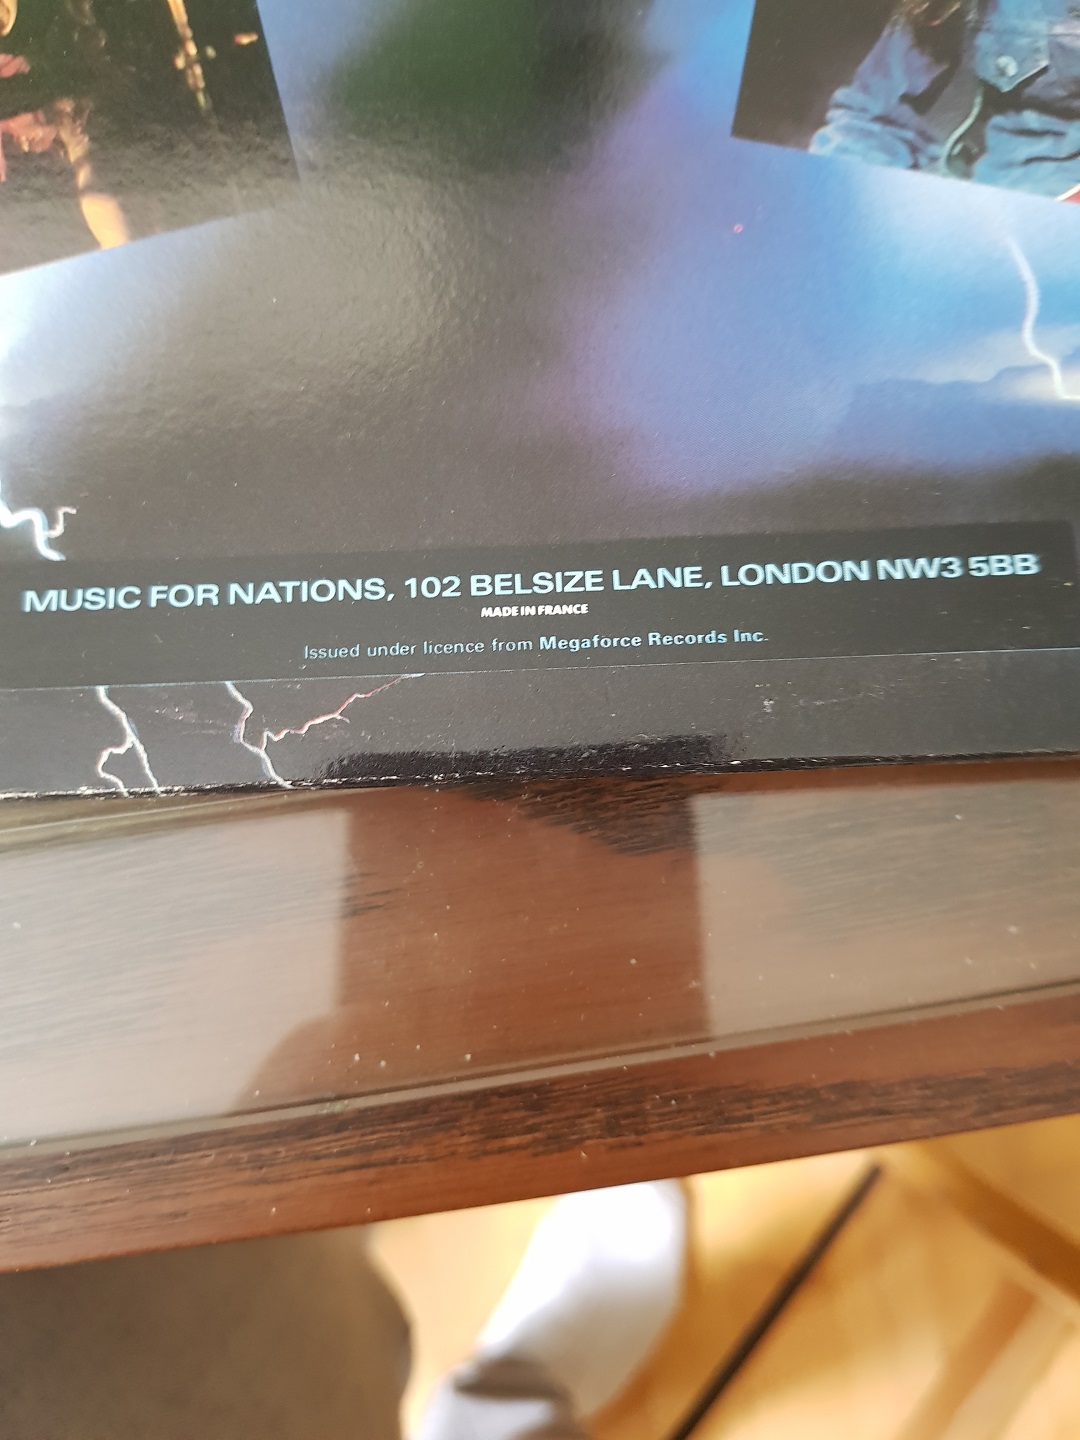 MUSIC FOR NATIONS, 102 BELSIZE LANE, LONDON NW3 5BB
MADE IN FRANCE
Issued under licence from Megaforce Records Inc.